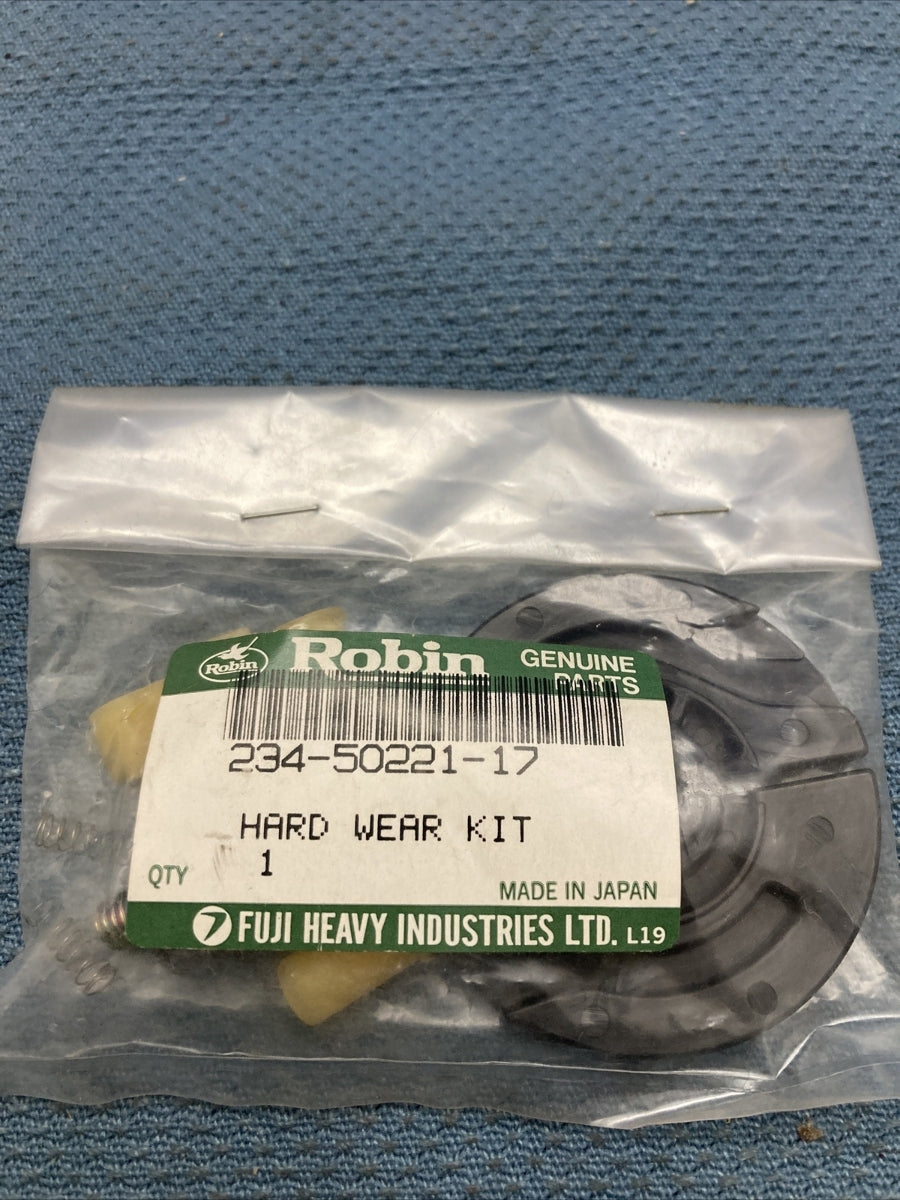 Robin
Robin
GENUINE
PARTS
234-50221-17
HARD WEAR KIT
QTY 1
MADE IN JAPAN
FUJI HEAVY INDUSTRIES LTD. L19